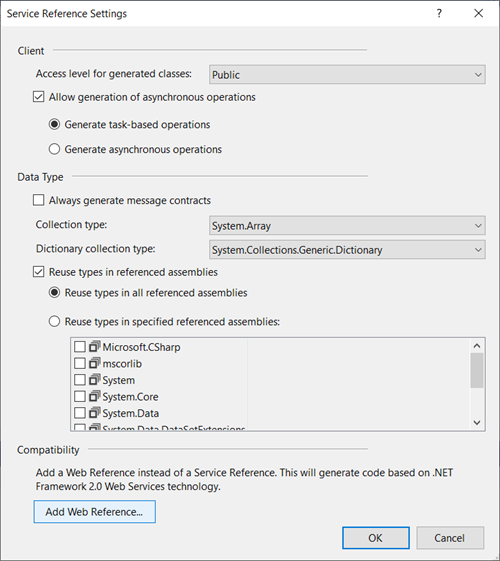 Service Reference Settings
?
Client
Access level for generated classes:
Public
Allow generation of asynchronous operations
Generate task-based operations
Generate asynchronous operations
Data Type
Always generate message contracts
Collection type:
System.Array
Dictionary collection type:
System.Collections.Generic.Dictionary
Reuse types in referenced assemblies
Reuse types in all referenced assemblies
Reuse types in specified referenced assemblies:
Microsoft.CSharp
mscorlib
System
System.Core
System.Data
System.Data.DataSetExtensions
Compatibility
Add a Web Reference instead of a Service Reference. This will generate code based on .NET
Framework 2.0 Web Services technology.
Add Web Reference...
OK
Cancel